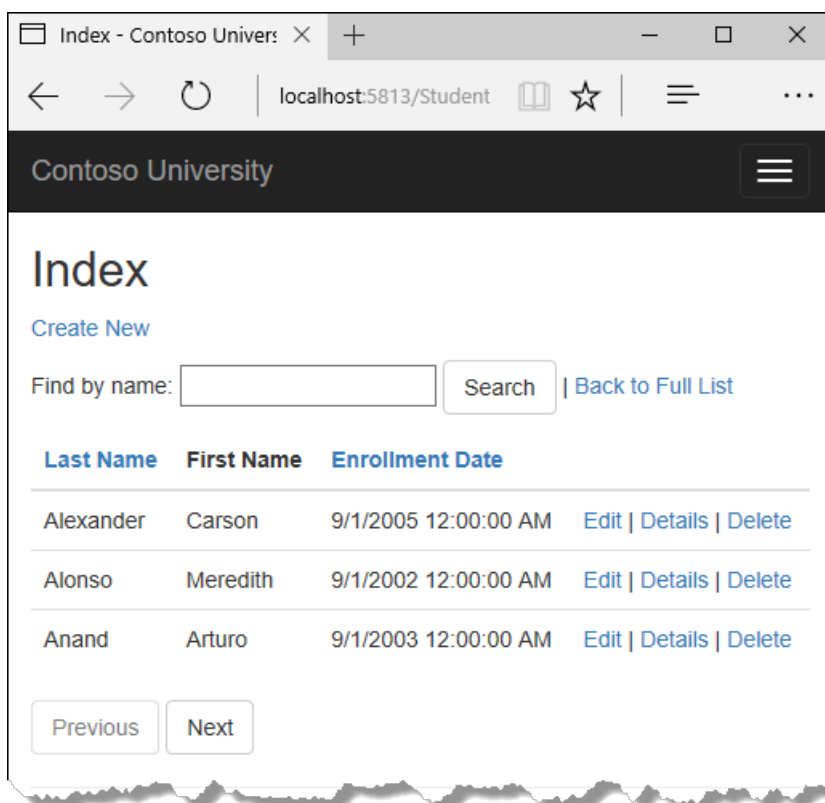 Index - Contoso Univers
localhost:5813/Student
Contoso University
Index
Create New
Find by name: Search | Back to Full List
Last Name First Name Enrollment Date
Alexander Carson 9/1/2005 12:00:00 AM Edit | Details | Delete
Alonso Meredith 9/1/2002 12:00:00 AM Edit | Details | Delete
Anand Arturo 9/1/2003 12:00:00 AM Edit | Details | Delete
Previous Next